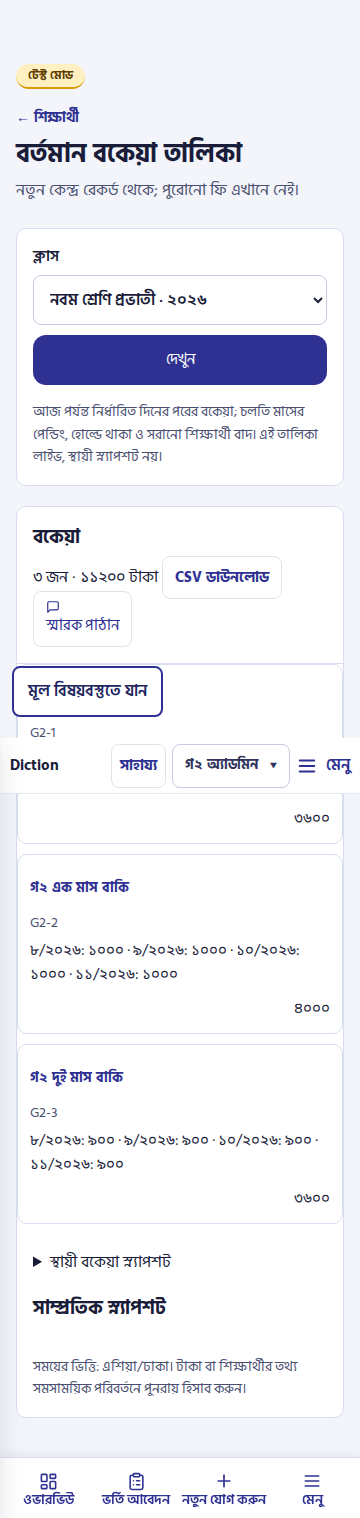 টেস্ট মোড
← শিক্ষার্থী
বর্তমান বকেয়া তালিকা
নতুন কেন্দ্র রেকর্ড থেকে; পুরোনো ফি এখানে নেই।
ক্লাস
নবম শ্রেণি প্রভাতী · ২০২৬
দেখুন
আজ পর্যন্ত নির্ধারিত দিনের পরের বকেয়া; চলতি মাসের
পেন্ডিং, হোল্ডে থাকা ও সরানো শিক্ষার্থী বাদ। এই তালিকা
লাইভ, স্থায়ী স্ন্যাপশট নয়।
বকেয়া
৩ জন · ১১২০০ টাকা CSV ডাউনলোড
স্মারক পাঠান
মূল বিষয়বস্তুতে যান
G2-1
Diction সাহায্য গ২ অ্যাডমিন ▾ মেনু
৩৬০০
গ২ এক মাস বাকি
G2-2
৮/২০২৬: ১০০০ · ৯/২০২৬: ১০০০ · ১০/২০২৬:
১০০০ · ১১/২০২৬: ১০০০
৪০০০
গ২ দুই মাস বাকি
G2-3
৮/২০২৬: ৯০০ · ৯/২০২৬: ৯০০ · ১০/২০২৬: ৯০০ ·
১১/২০২৬: ৯০০
৩৬০০
▶ স্থায়ী বকেয়া স্ন্যাপশট
সাম্প্রতিক স্ন্যাপশট
সময়ের ভিত্তি: এশিয়া/ঢাকা। টাকা বা শিক্ষার্থীর তথ্য
সমসাময়িক পরিবর্তনে পুনরায় হিসাব করুন।
ওভারভিউ ভর্তি আবেদন নতুন যোগ করুন মেনু